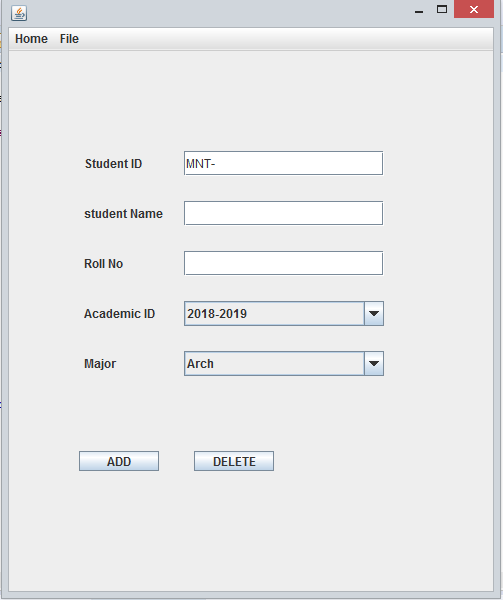 Home File
Student ID MNT-
student Name
Roll No
Academic ID 2018-2019
Major Arch
ADD DELETE